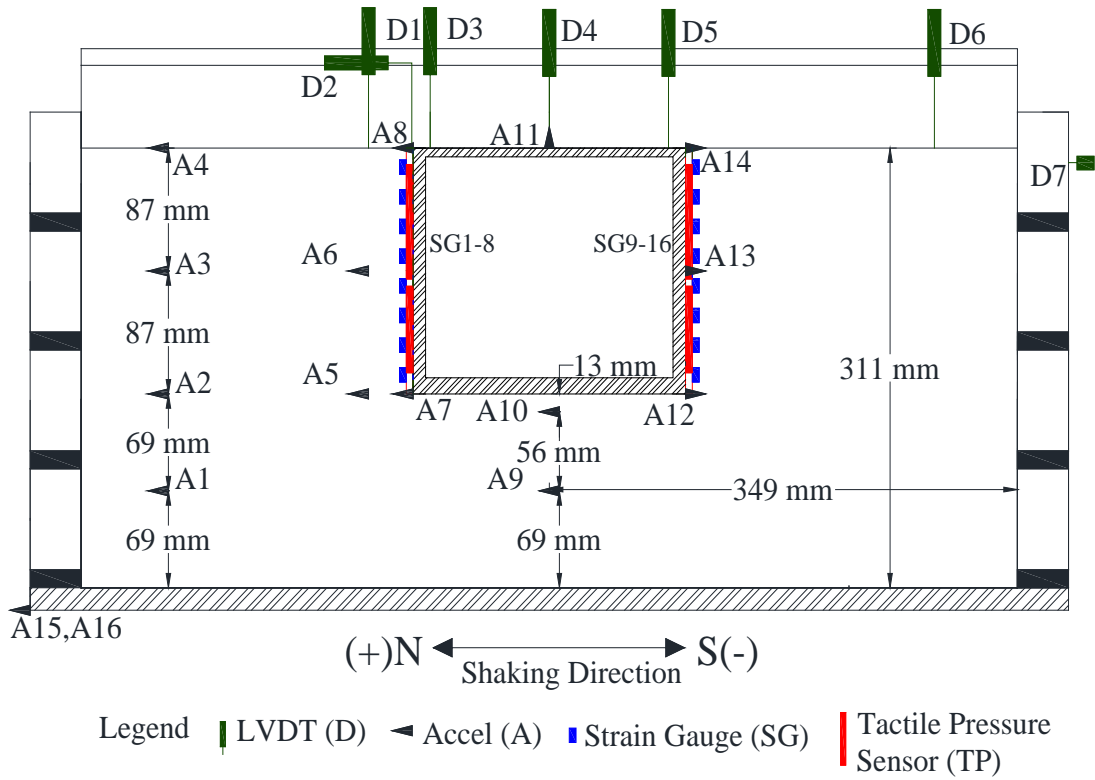 D1
D3
D4
D5
D6
D2
A8
A11
A14
A4
D7
87 mm
SG1-8
SG9-16
A3
A6
A13
87 mm
13 mm
311 mm
A2
A5
A7
A10
A12
69 mm
56 mm
A1
A9
349 mm
69 mm
69 mm
A15,A16
(+)N
S(-)
Shaking Direction
Legend
LVDT (D)
Accel (A)
Strain Gauge (SG)
Tactile Pressure
Sensor (TP)